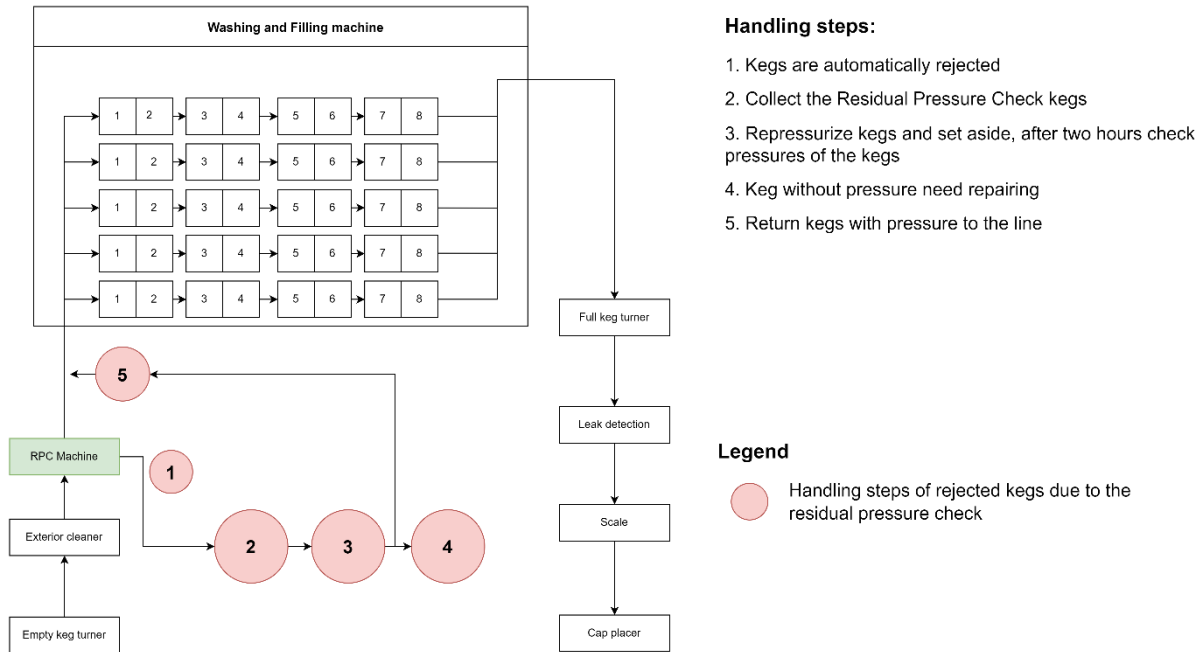 Washing and Filling machine
1 2 3 4 5 6 7 8
1 2 3 4 5 6 7 8
1 2 3 4 5 6 7 8
1 2 3 4 5 6 7 8
1 2 3 4 5 6 7 8
5
RPC Machine
1
Exterior cleaner
2
3
4
Empty keg turner
Full keg turner
Leak detection
Scale
Cap placer
Handling steps:
1. Kegs are automatically rejected
2. Collect the Residual Pressure Check kegs
3. Repressurize kegs and set aside, after two hours check
pressures of the kegs
4. Keg without pressure need repairing
5. Return kegs with pressure to the line
Legend
Handling steps of rejected kegs due to the
residual pressure check